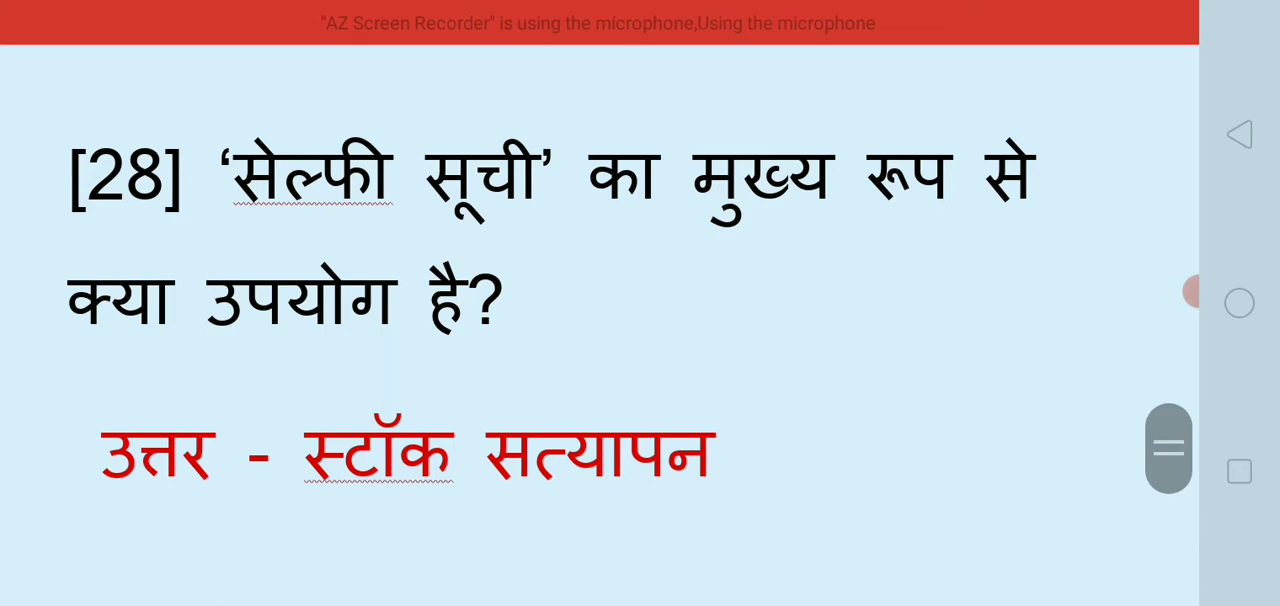 "AZ Screen Recorder" is using the microphone,Using the microphone
[28] ‘सेल्फी सूची’ का मुख्य रूप से
क्या उपयोग है?
उत्तर - स्टॉक सत्यापन